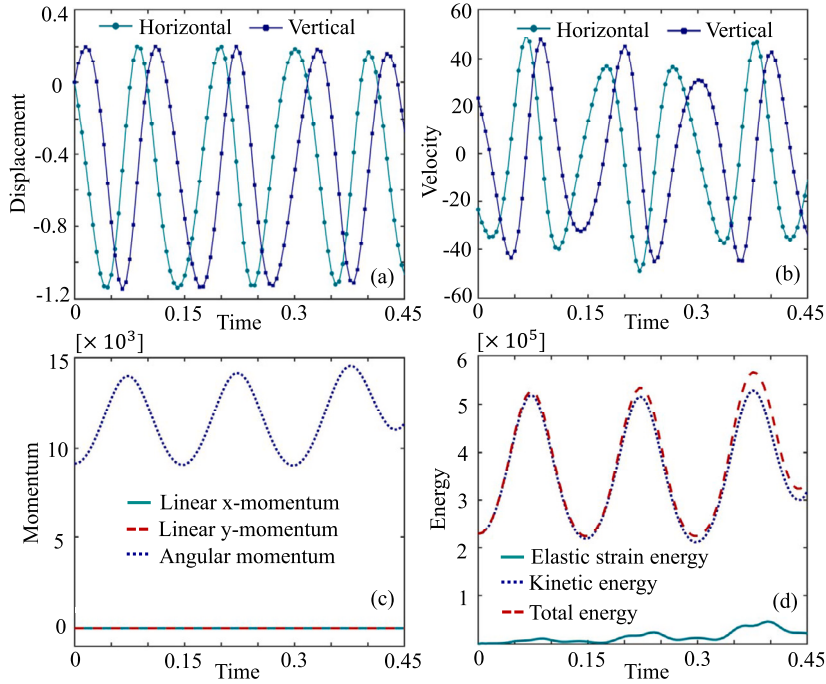 Horizontal Vertical
0.4
0
-0.4
-0.8
-1.2
Displacement
(a)
0 0.15 0.3 0.45
Time
Horizontal Vertical
60
40
20
0
-20
-40
-60
Velocity
(b)
0 0.15 0.3 0.45
Time
[× 10³]
15
10
5
0
Momentum
Linear x-momentum
Linear y-momentum
Angular momentum
(c)
0 0.15 0.3 0.45
Time
[× 10⁵]
6
5
4
3
2
1
Energy
Elastic strain energy
Kinetic energy
Total energy
(d)
0 0.15 0.3 0.45
Time